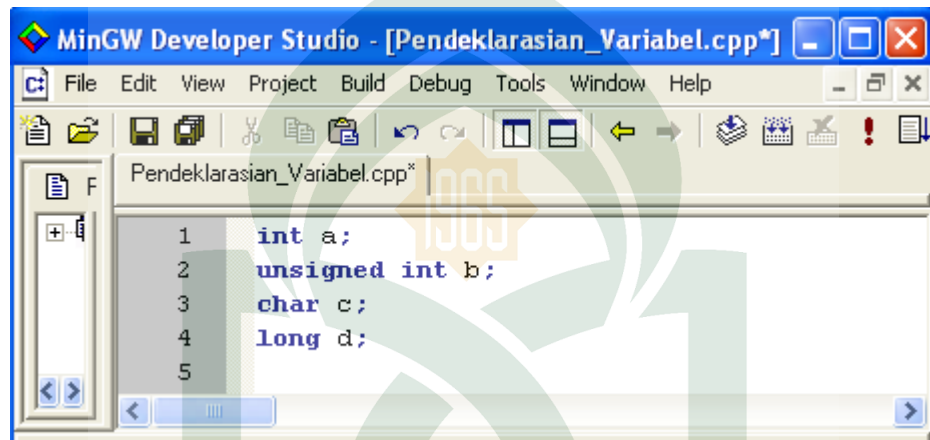 MinGW Developer Studio - [Pendeklarasian_Variabel.cpp*]
File Edit View Project Build Debug Tools Window Help
Pendeklarasian_Variabel.cpp*
F
1 int a;
2 unsigned int b;
3 char c;
4 long d;
5
1965